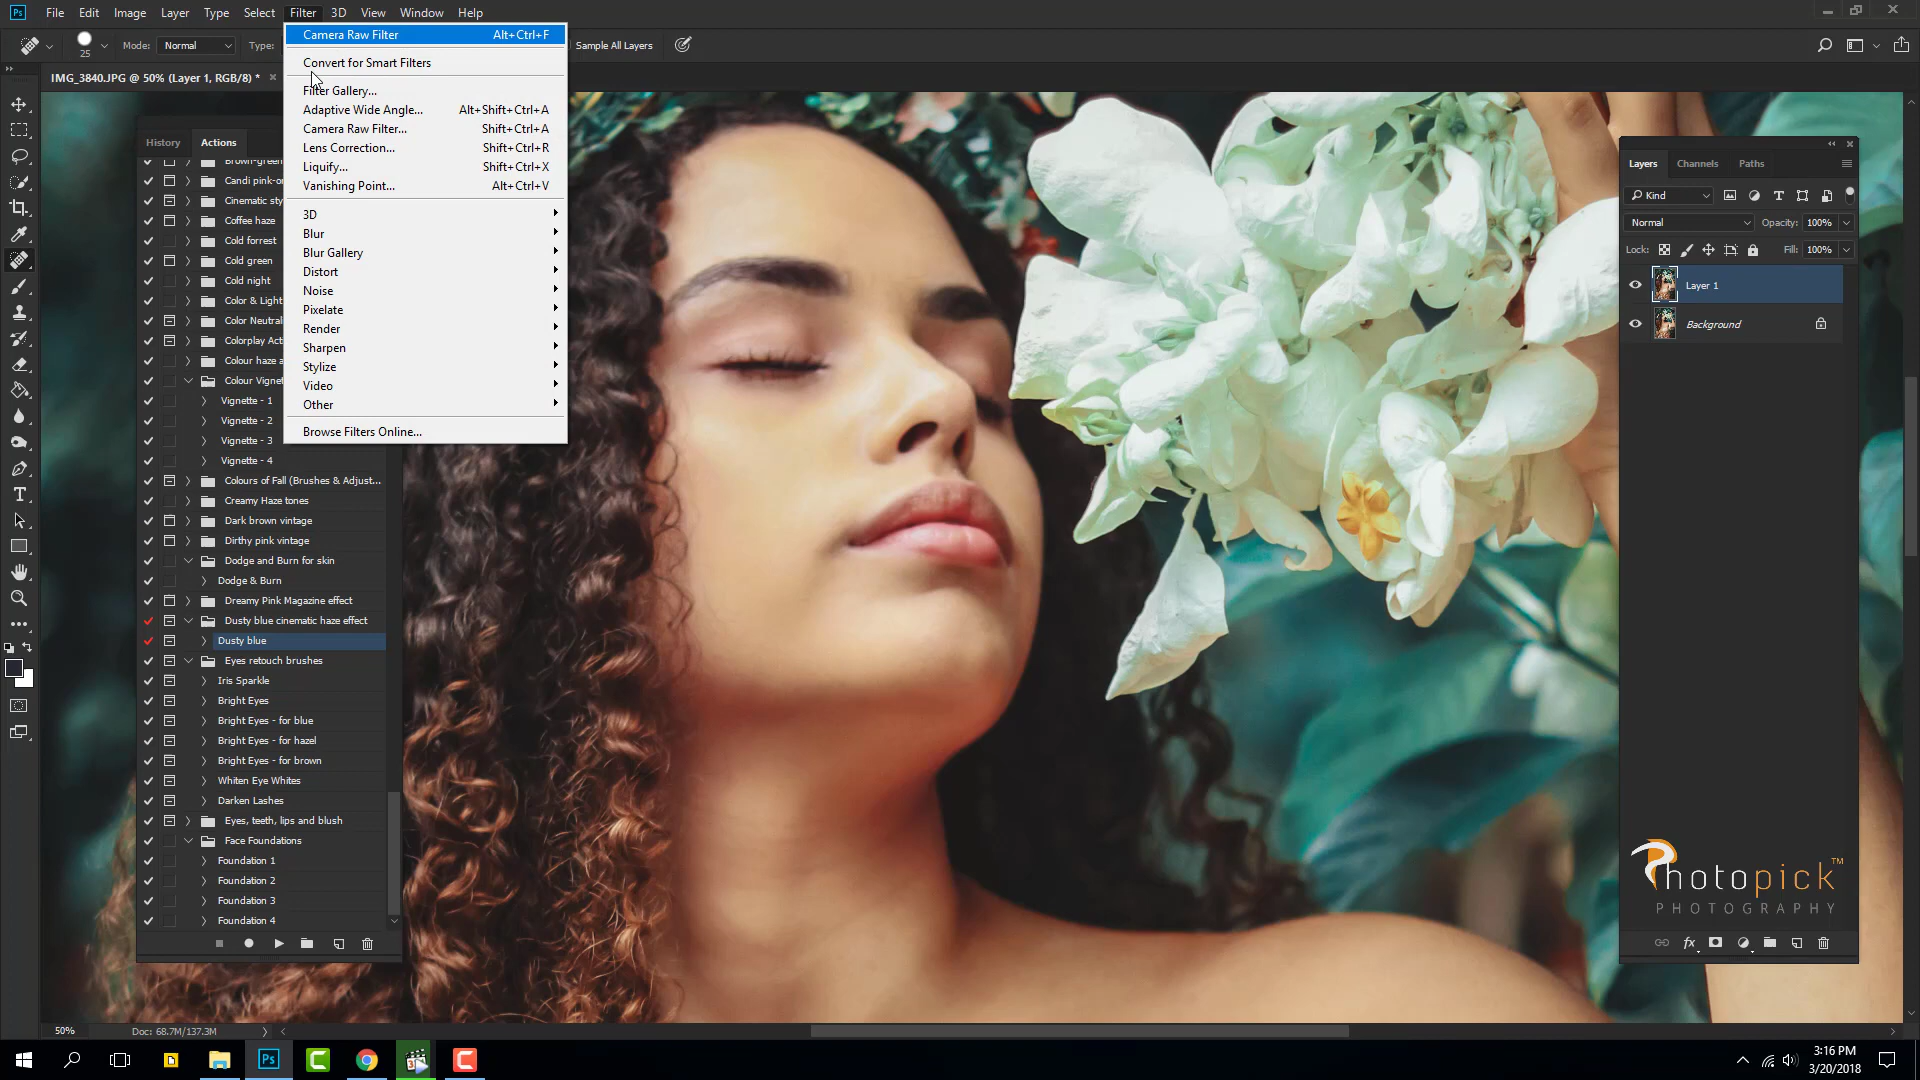 Ps File Edit Image Layer Type Select Filter 3D View Window Help
25 Mode: Normal Type: Sample All Layers
IMG_3840.JPG @ 50% (Layer 1, RGB/8) *
Camera Raw Filter Alt+Ctrl+F
Convert for Smart Filters
Filter Gallery...
Adaptive Wide Angle... Alt+Shift+Ctrl+A
Camera Raw Filter... Shift+Ctrl+A
Lens Correction... Shift+Ctrl+R
Liquify... Shift+Ctrl+X
Vanishing Point... Alt+Ctrl+V
3D
Blur
Blur Gallery
Distort
Noise
Pixelate
Render
Sharpen
Stylize
Video
Other
Browse Filters Online...
History Actions
Brown-green
Candi pink-o
Cinematic sty
Coffee haze
Cold forrest
Cold green
Cold night
Color & Light
Color Neutral
Colorplay Act
Colour haze a
Colour Vignet
Vignette - 1
Vignette - 2
Vignette - 3
Vignette - 4
Colours of Fall (Brushes & Adjust...
Creamy Haze tones
Dark brown vintage
Dirthy pink vintage
Dodge and Burn for skin
Dodge & Burn
Dreamy Pink Magazine effect
Dusty blue cinematic haze effect
Dusty blue
Eyes retouch brushes
Iris Sparkle
Bright Eyes
Bright Eyes - for blue
Bright Eyes - for hazel
Bright Eyes - for brown
Whiten Eye Whites
Darken Lashes
Eyes, teeth, lips and blush
Face Foundations
Foundation 1
Foundation 2
Foundation 3
Foundation 4
Layers Channels Paths
Kind
Normal Opacity: 100%
Lock: Fill: 100%
Layer 1
Background
Photopick™
PHOTOGRAPHY
fx
50% Doc: 68.7M/137.3M
Ps
3:16 PM
3/20/2018